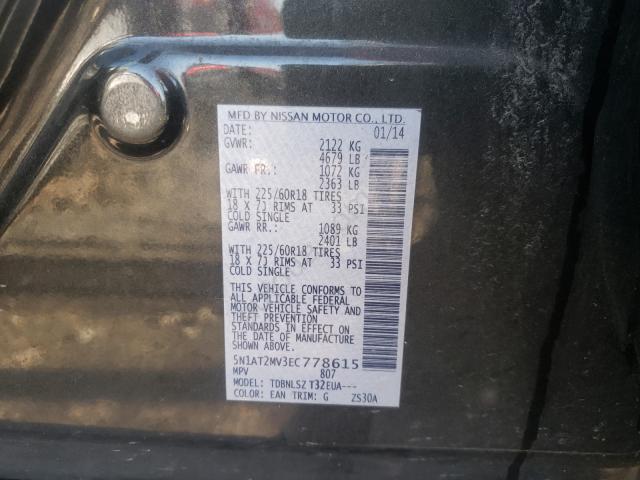 MFD BY NISSAN MOTOR CO., LTD.
DATE: 01/14
GVWR: 2122 KG
4679 LB
GAWR FR.: 1072 KG
2363 LB
WITH 225/60R18 TIRES
18 X 7J RIMS AT 33 PSI
COLD SINGLE
GAWR RR.: 1089 KG
2401 LB
WITH 225/60R18 TIRES
18 X 7J RIMS AT 33 PSI
COLD SINGLE
THIS VEHICLE CONFORMS TO
ALL APPLICABLE FEDERAL
MOTOR VEHICLE SAFETY AND
THEFT PREVENTION
STANDARDS IN EFFECT ON
THE DATE OF MANUFACTURE
SHOWN ABOVE.
5N1AT2MV3EC778615
MPV 807
MODEL: TDBNLSZ T32EUA---
COLOR: EAN TRIM: G ZS30A